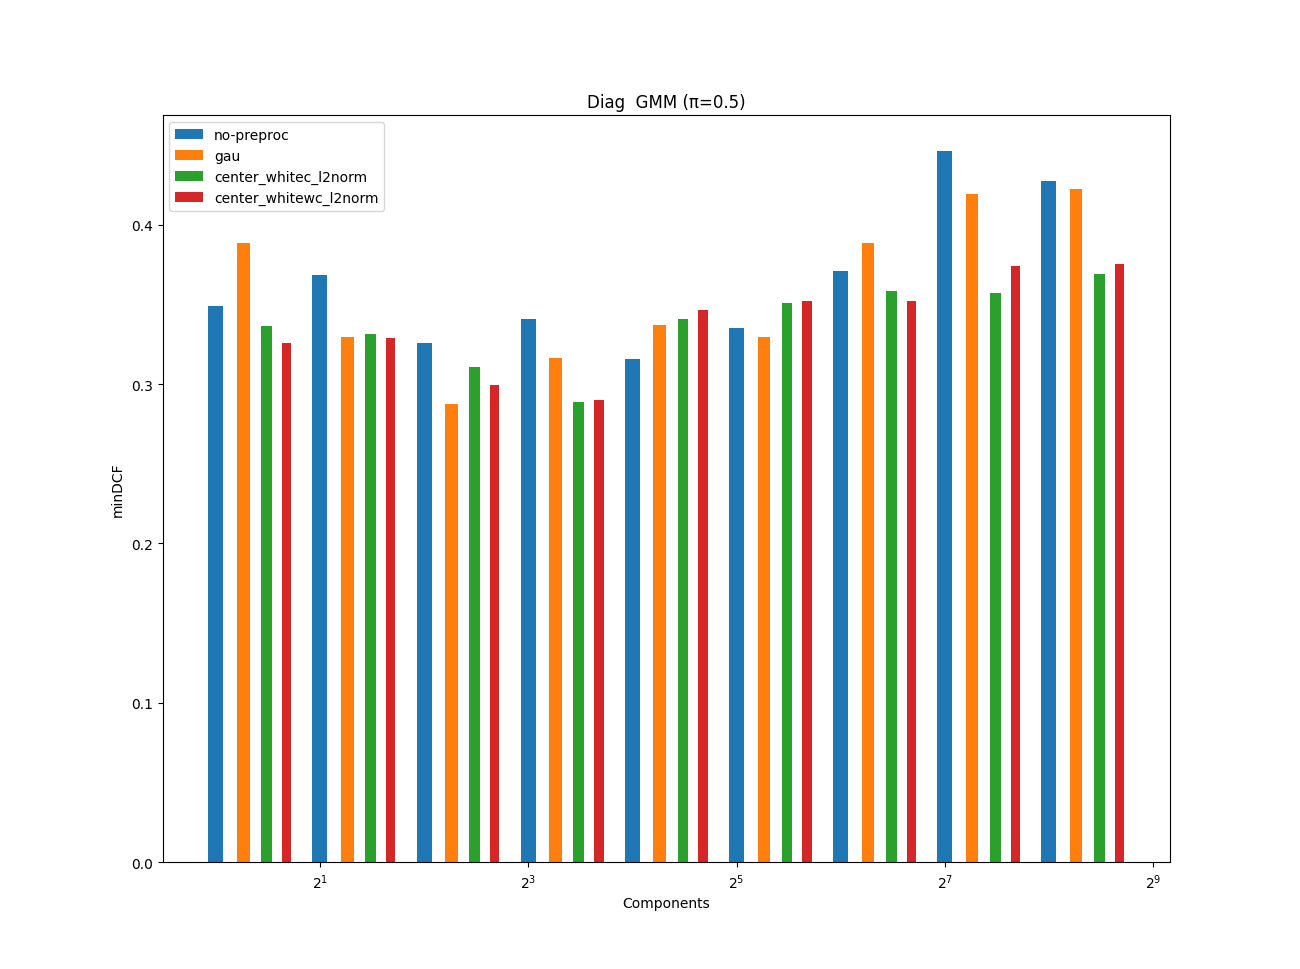 Diag  GMM (π=0.5)
no-preproc
gau
center_whitec_l2norm
center_whitewc_l2norm
minDCF
0.4
0.3
0.2
0.1
0.0
2¹ 2³ 2⁵ 2⁷ 2⁹
Components